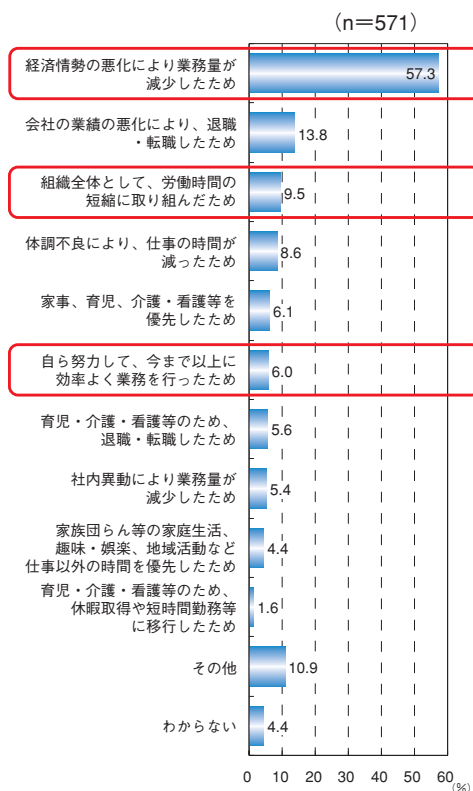 (n=571)
経済情勢の悪化により業務量が
減少したため
57.3
会社の業績の悪化により、退職
・転職したため
13.8
組織全体として、労働時間の
短縮に取り組んだため
9.5
体調不良により、仕事の時間が
減ったため
8.6
家事、育児、介護・看護等を
優先したため
6.1
自ら努力して、今まで以上に
効率よく業務を行ったため
6.0
育児・介護・看護等のため、
退職・転職したため
5.6
社内異動により業務量が
減少したため
5.4
家族団らん等の家庭生活、
趣味・娯楽、地域活動など
仕事以外の時間を優先したため
4.4
育児・介護・看護等のため、
休暇取得や短時間勤務等
に移行したため
1.6
その他
10.9
わからない
4.4
0 10 20 30 40 50 60
(%)